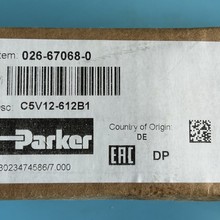 tem: 026-67068-0
sc: C5V12-612B1
Parker
Country of Origin:
DE
EAC
DP
3023474586/7.000